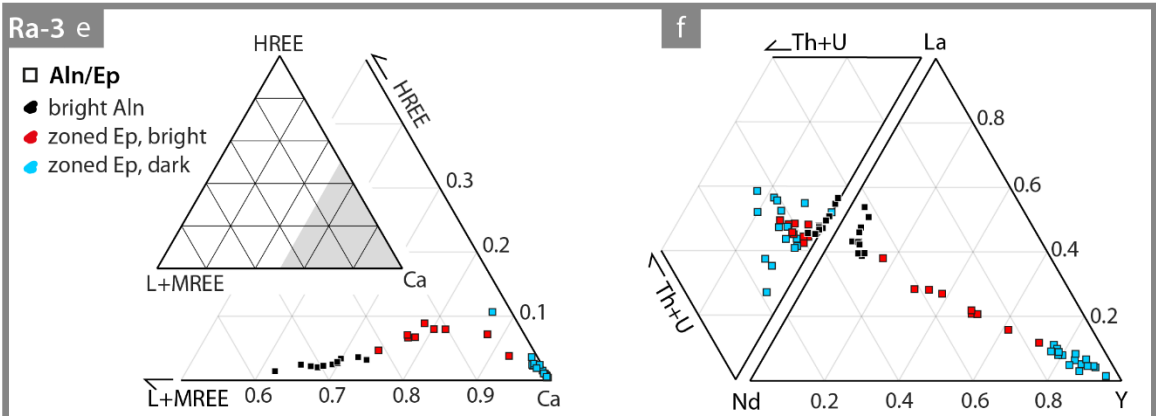 Ra-3 e
HREE
Aln/Ep
bright Aln
zoned Ep, bright
zoned Ep, dark
L+MREE
Ca
HREE
0.3
0.2
0.1
L+MREE
0.6
0.7
0.8
0.9
Ca
f
Th+U
La
0.8
0.6
0.4
0.2
Th+U
Nd
0.2
0.4
0.6
0.8
Y